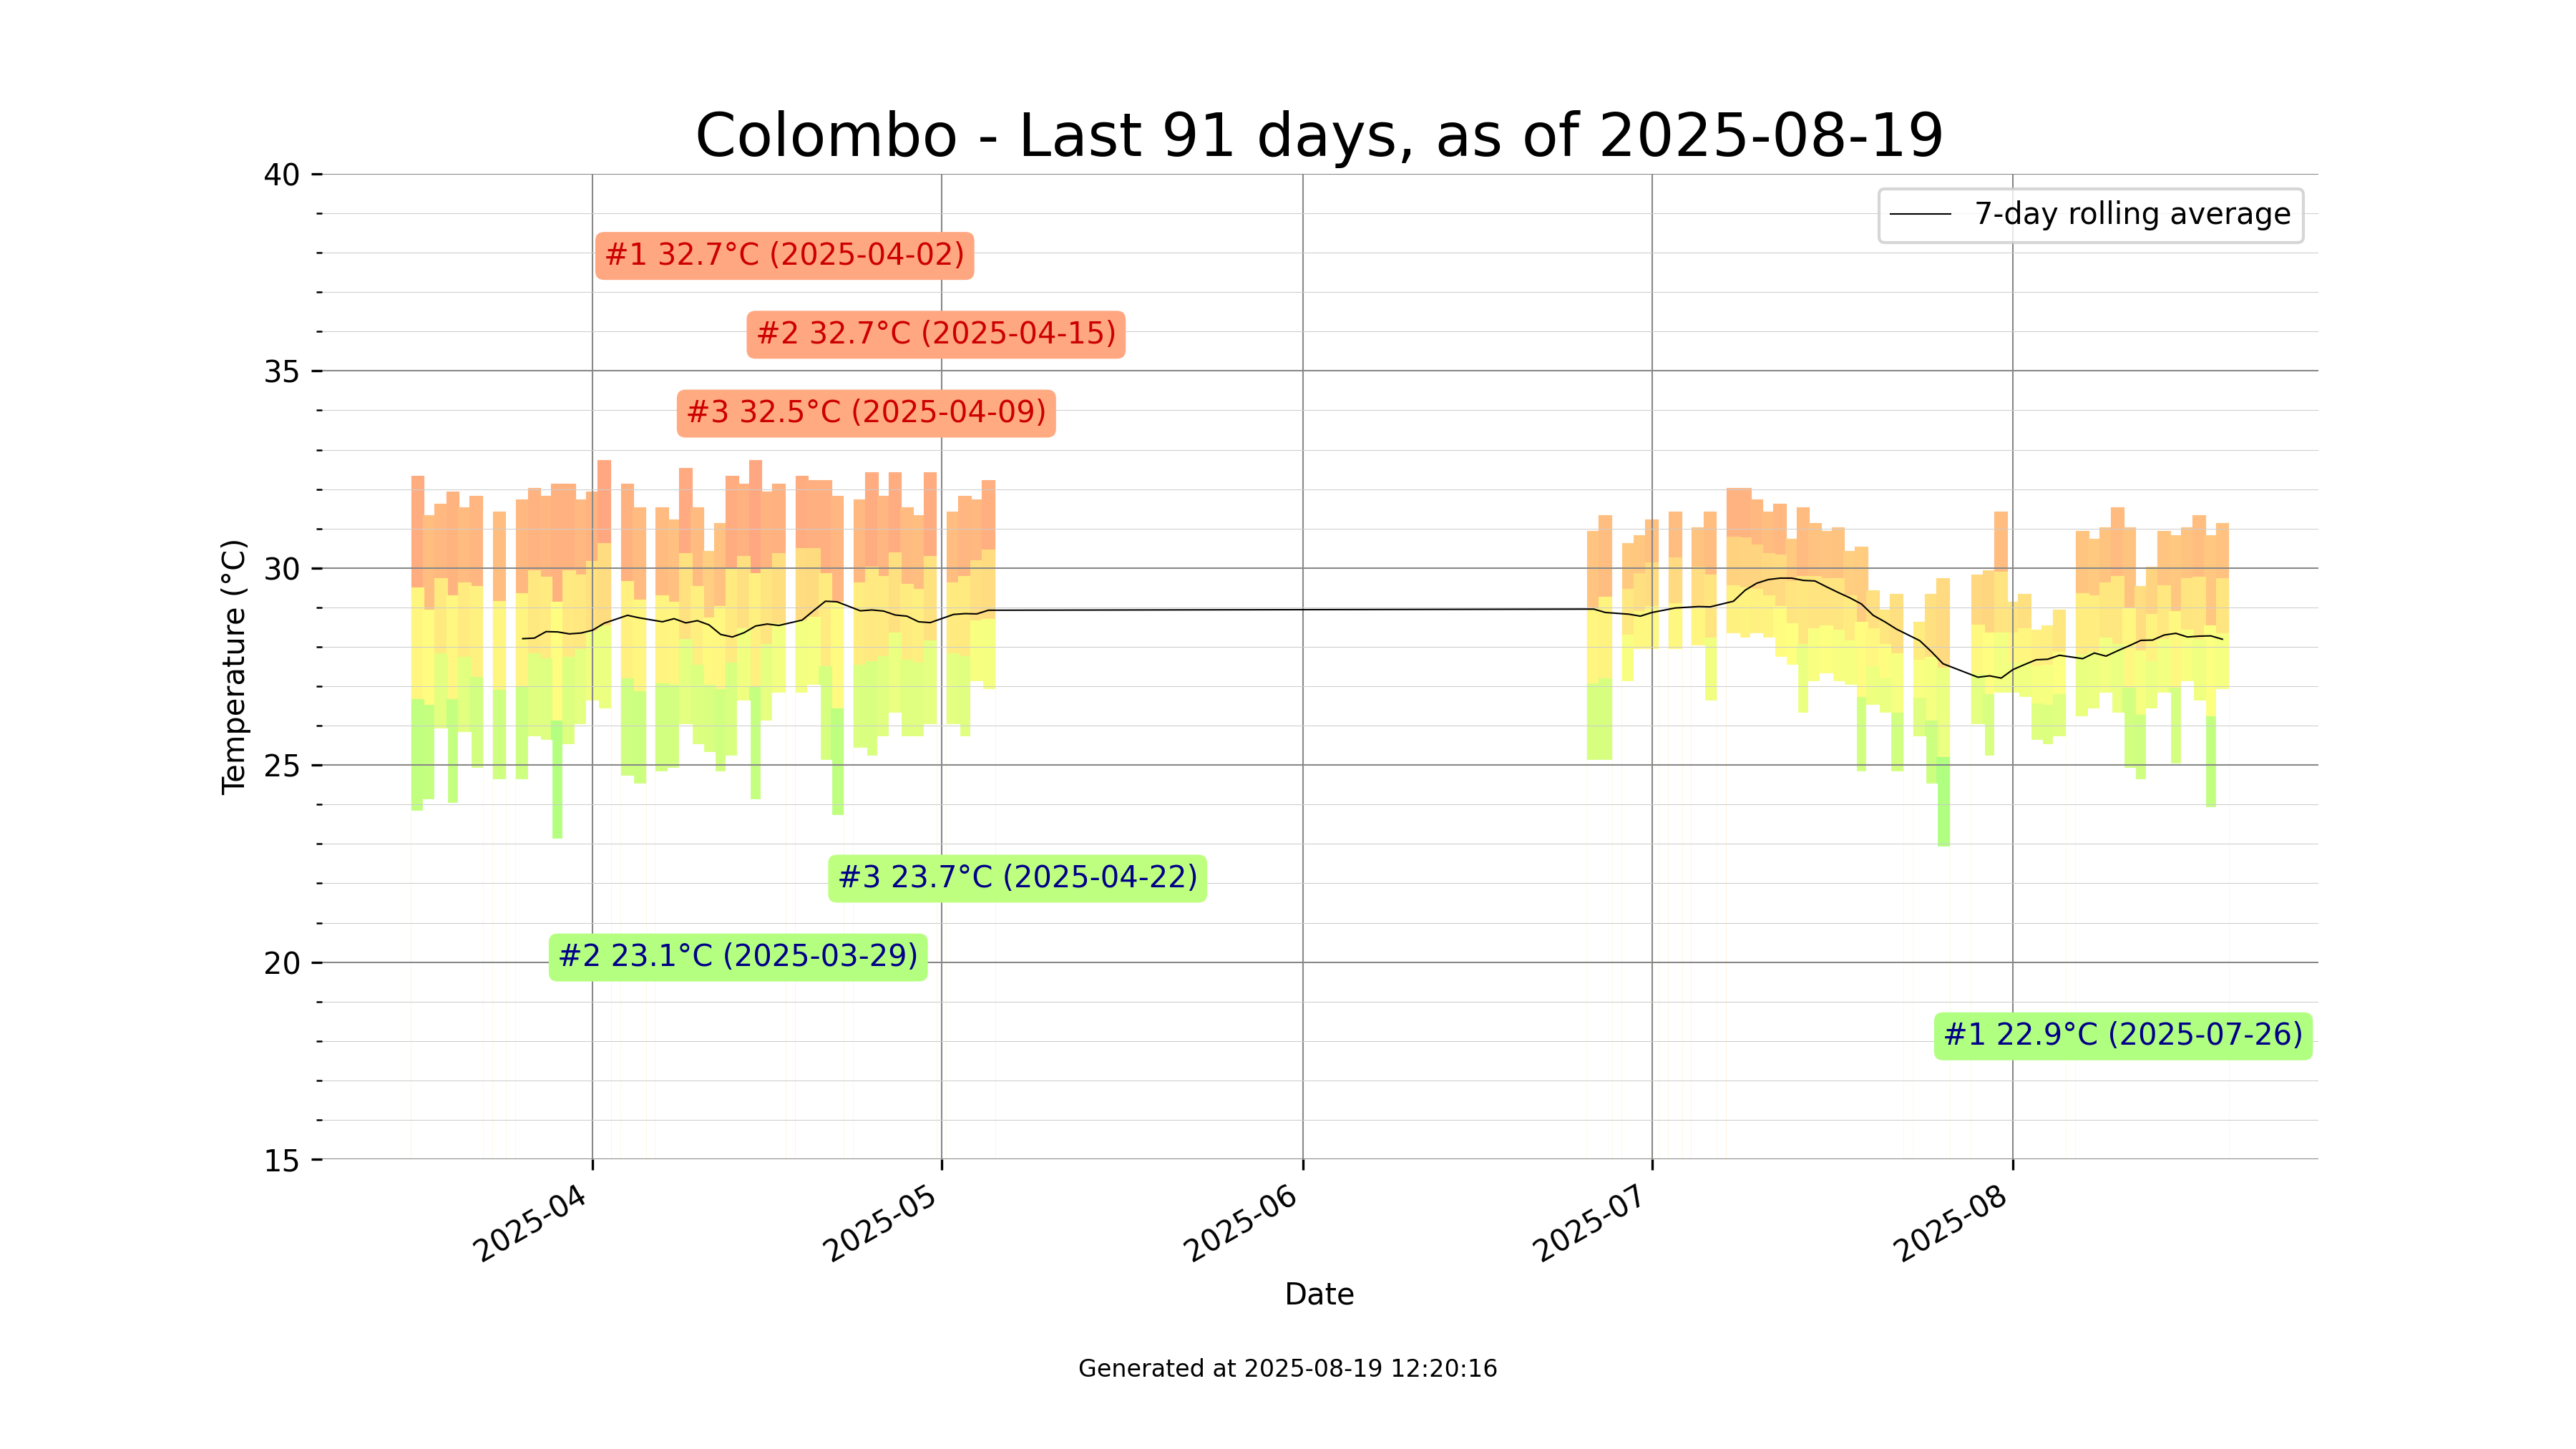 Colombo - Last 91 days, as of 2025-08-19
40
7-day rolling average
#1 32.7°C (2025-04-02)
#2 32.7°C (2025-04-15)
35
#3 32.5°C (2025-04-09)
30
Temperature (°C)
25
#3 23.7°C (2025-04-22)
#2 23.1°C (2025-03-29)
20
#1 22.9°C (2025-07-26)
15
2025-04
2025-05
2025-06
2025-07
2025-08
Date
Generated at 2025-08-19 12:20:16